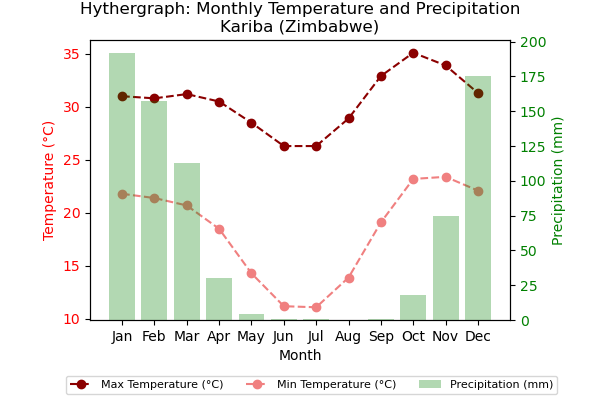 Hythergraph: Monthly Temperature and Precipitation
Kariba (Zimbabwe)
Temperature (°C)
35
30
25
20
15
10
Precipitation (mm)
200
175
150
125
100
75
50
25
0
Jan Feb Mar Apr May Jun Jul Aug Sep Oct Nov Dec
Month
Max Temperature (°C) Min Temperature (°C) Precipitation (mm)